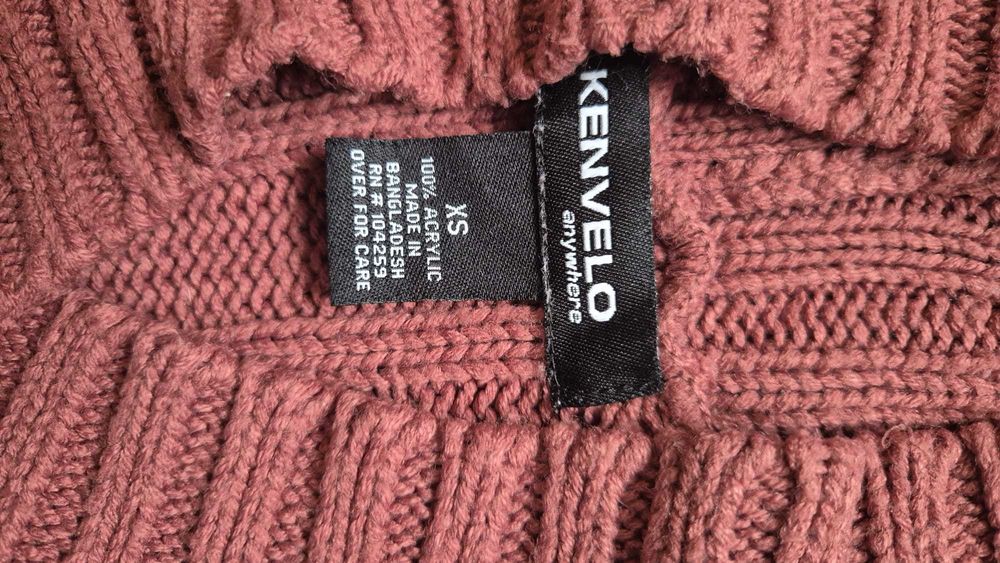 KENVELO
anywhere
XS
100% ACRYLIC
MADE IN
BANGLADESH
RN # 104259
OVER FOR CARE